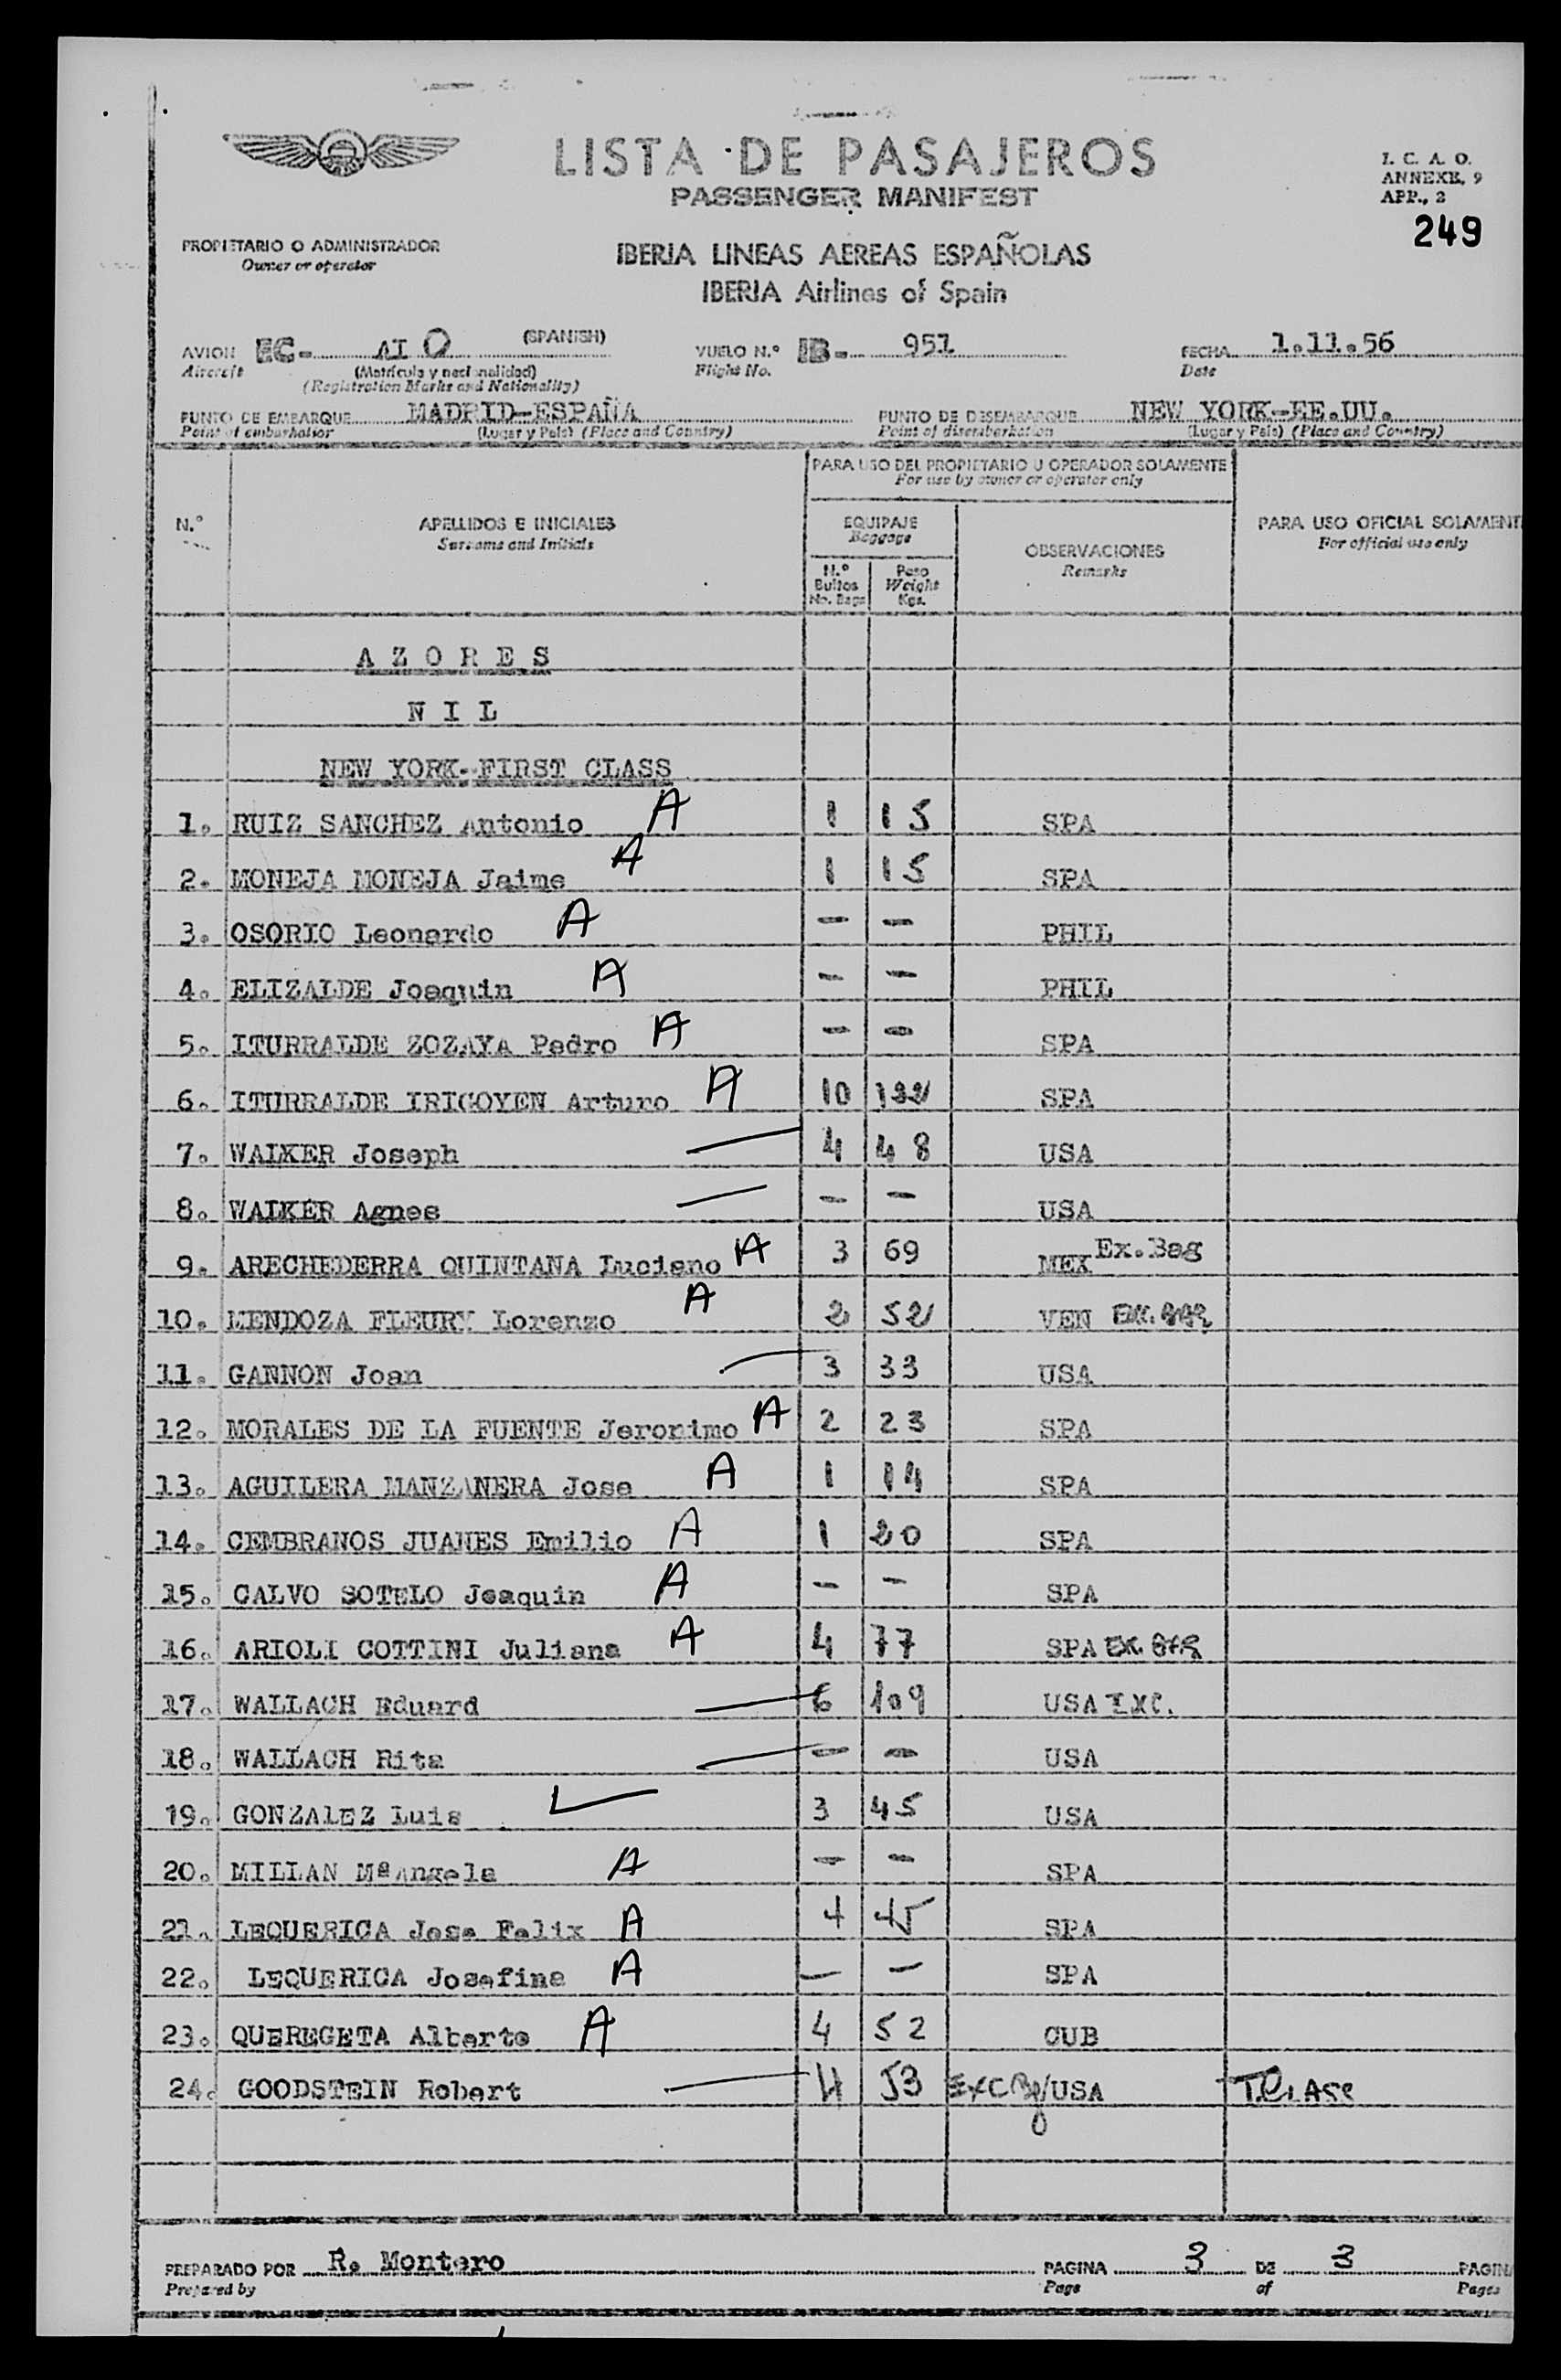 LISTA DE PASAJEROS
PASSENGER MANIFEST
I. C. A. O.
ANNEXE, 9
APP., 2
249
PROPIETARIO O ADMINISTRADOR
Owner or operator
IBERIA LINEAS AEREAS ESPAÑOLAS
IBERIA Airlines of Spain
AVION EC- AI O (SPANISH) VUELO N.º IB- 951 FECHA 1.11.56
Aircraft (Matrícula y nacionalidad) Flight No. Date
(Registration Marks and Nationality)
PUNTO DE EMBARQUE MADRID-ESPAÑA PUNTO DE DESEMBARQUE NEW YORK-EE.UU.
Point of embarkation (Lugar y País) (Place and Country) Point of disembarkation (Lugar y País) (Place and Country)
PARA USO DEL PROPIETARIO U OPERADOR SOLAMENTE
For use by owner or operator only
N.º APELLIDOS E INICIALES EQUIPAJE OBSERVACIONES PARA USO OFICIAL SOLAMENT
Surname and Initials Baggage Remarks For official use only
N.º Bultos No. Bags Peso Weight Kgs.
AZORES
NIL
NEW YORK-FIRST CLASS
1. RUIZ SANCHEZ Antonio A 1 15 SPA
2. MONEJA MONEJA Jaime A 1 15 SPA
3. OSORIO Leonardo A — — PHIL
4. ELIZALDE Joaquin A — — PHIL
5. ITURRALDE ZOZAYA Pedro A — — SPA
6. ITURRALDE IRIGOYEN Arturo A 10 122 SPA
7. WALKER Joseph 4 48 USA
8. WALKER Agnes — — USA
9. ARECHEDERRA QUINTANA Luciano A 3 69 MEX Ex.Bag
10. MENDOZA FLEURY Lorenzo A 2 52 VEN EX.BAG
11. GANNON Joan 3 33 USA
12. MORALES DE LA FUENTE Jeronimo A 2 23 SPA
13. AGUILERA MANZANERA Jose A 1 14 SPA
14. CEMBRANOS JUANES Emilio A 1 20 SPA
15. CALVO SOTELO Joaquin A — — SPA
16. ARIOLI COTTINI Juliana A 4 77 SPA EX. BAG
17. WALLACH Eduard 6 109 USA EXC.
18. WALLACH Rita — — USA
19. GONZALEZ Luis 3 45 USA
20. MILLAN MªAngela A — — SPA
21. LEQUERICA Jose Felix A 4 45 SPA
22. LEQUERICA Josefina A — — SPA
23. QUEREGETA Alberto A 4 52 CUB
24. GOODSTEIN Robert 4 53 EXC Bg/USA T.CLASS
PREPARADO POR R. Montero PAGINA 3 DE 3 PAGIN
Prepared by Page of Pages